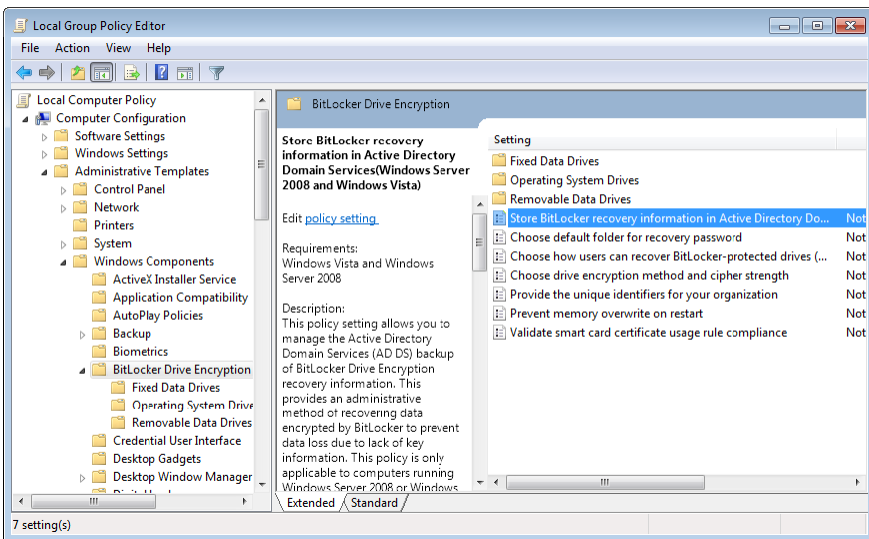 Local Group Policy Editor
File Action View Help
Local Computer Policy
Computer Configuration
Software Settings
Windows Settings
Administrative Templates
Control Panel
Network
Printers
System
Windows Components
ActiveX Installer Service
Application Compatibility
AutoPlay Policies
Backup
Biometrics
BitLocker Drive Encryption
Fixed Data Drives
Operating System Drive
Removable Data Drives
Credential User Interface
Desktop Gadgets
Desktop Window Manager
BitLocker Drive Encryption
Store BitLocker recovery
information in Active Directory
Domain Services(Windows Server
2008 and Windows Vista)
Edit policy setting
Requirements:
Windows Vista and Windows
Server 2008
Description:
This policy setting allows you to
manage the Active Directory
Domain Services (AD DS) backup
of BitLocker Drive Encryption
recovery information. This
provides an administrative
method of recovering data
encrypted by BitLocker to prevent
data loss due to lack of key
information. This policy is only
applicable to computers running
Windows Server 2008 or Windows
Setting
Fixed Data Drives
Operating System Drives
Removable Data Drives
Store BitLocker recovery information in Active Directory Do... Not
Choose default folder for recovery password Not
Choose how users can recover BitLocker-protected drives (... Not
Choose drive encryption method and cipher strength Not
Provide the unique identifiers for your organization Not
Prevent memory overwrite on restart Not
Validate smart card certificate usage rule compliance Not
Extended Standard
7 setting(s)